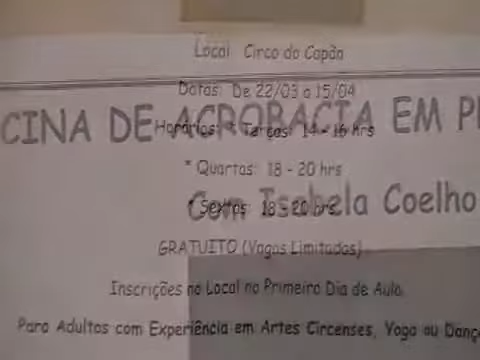 Local Circo do Capão
Datas: De 22/03 a 15/04
CINA DE ACROBACIA EM P
Horários: * Terças: 14 - 16 hrs
* Quartas: 18 - 20 hrs
Com Isabela Coelho
* Sextas: 18 - 20 hrs
GRATUITO (Vagas Limitadas)
Inscrições no Local no Primeiro Dia de Aula.
Para Adultos com Experiência em Artes Circenses, Yoga ou Danç